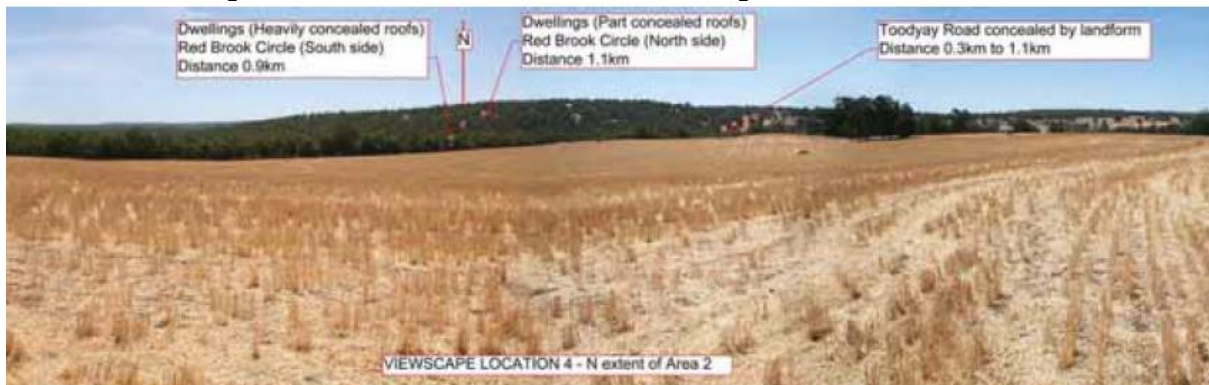 Dwellings (Heavily concealed roofs)
Red Brook Circle (South side)
Distance 0.9km
N
Dwellings (Part concealed roofs)
Red Brook Circle (North side)
Distance 1.1km
Toodyay Road concealed by landform
Distance 0.3km to 1.1km
VIEWSCAPE LOCATION 4 - N extent of Area 2